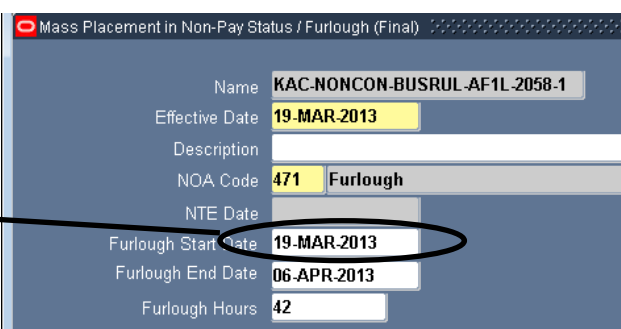 Mass Placement in Non-Pay Status / Furlough (Final)
Name KAC-NONCON-BUSRUL-AF1L-2058-1
Effective Date 19-MAR-2013
Description
NOA Code 471 Furlough
NTE Date
Furlough Start Date 19-MAR-2013
Furlough End Date 06-APR-2013
Furlough Hours 42